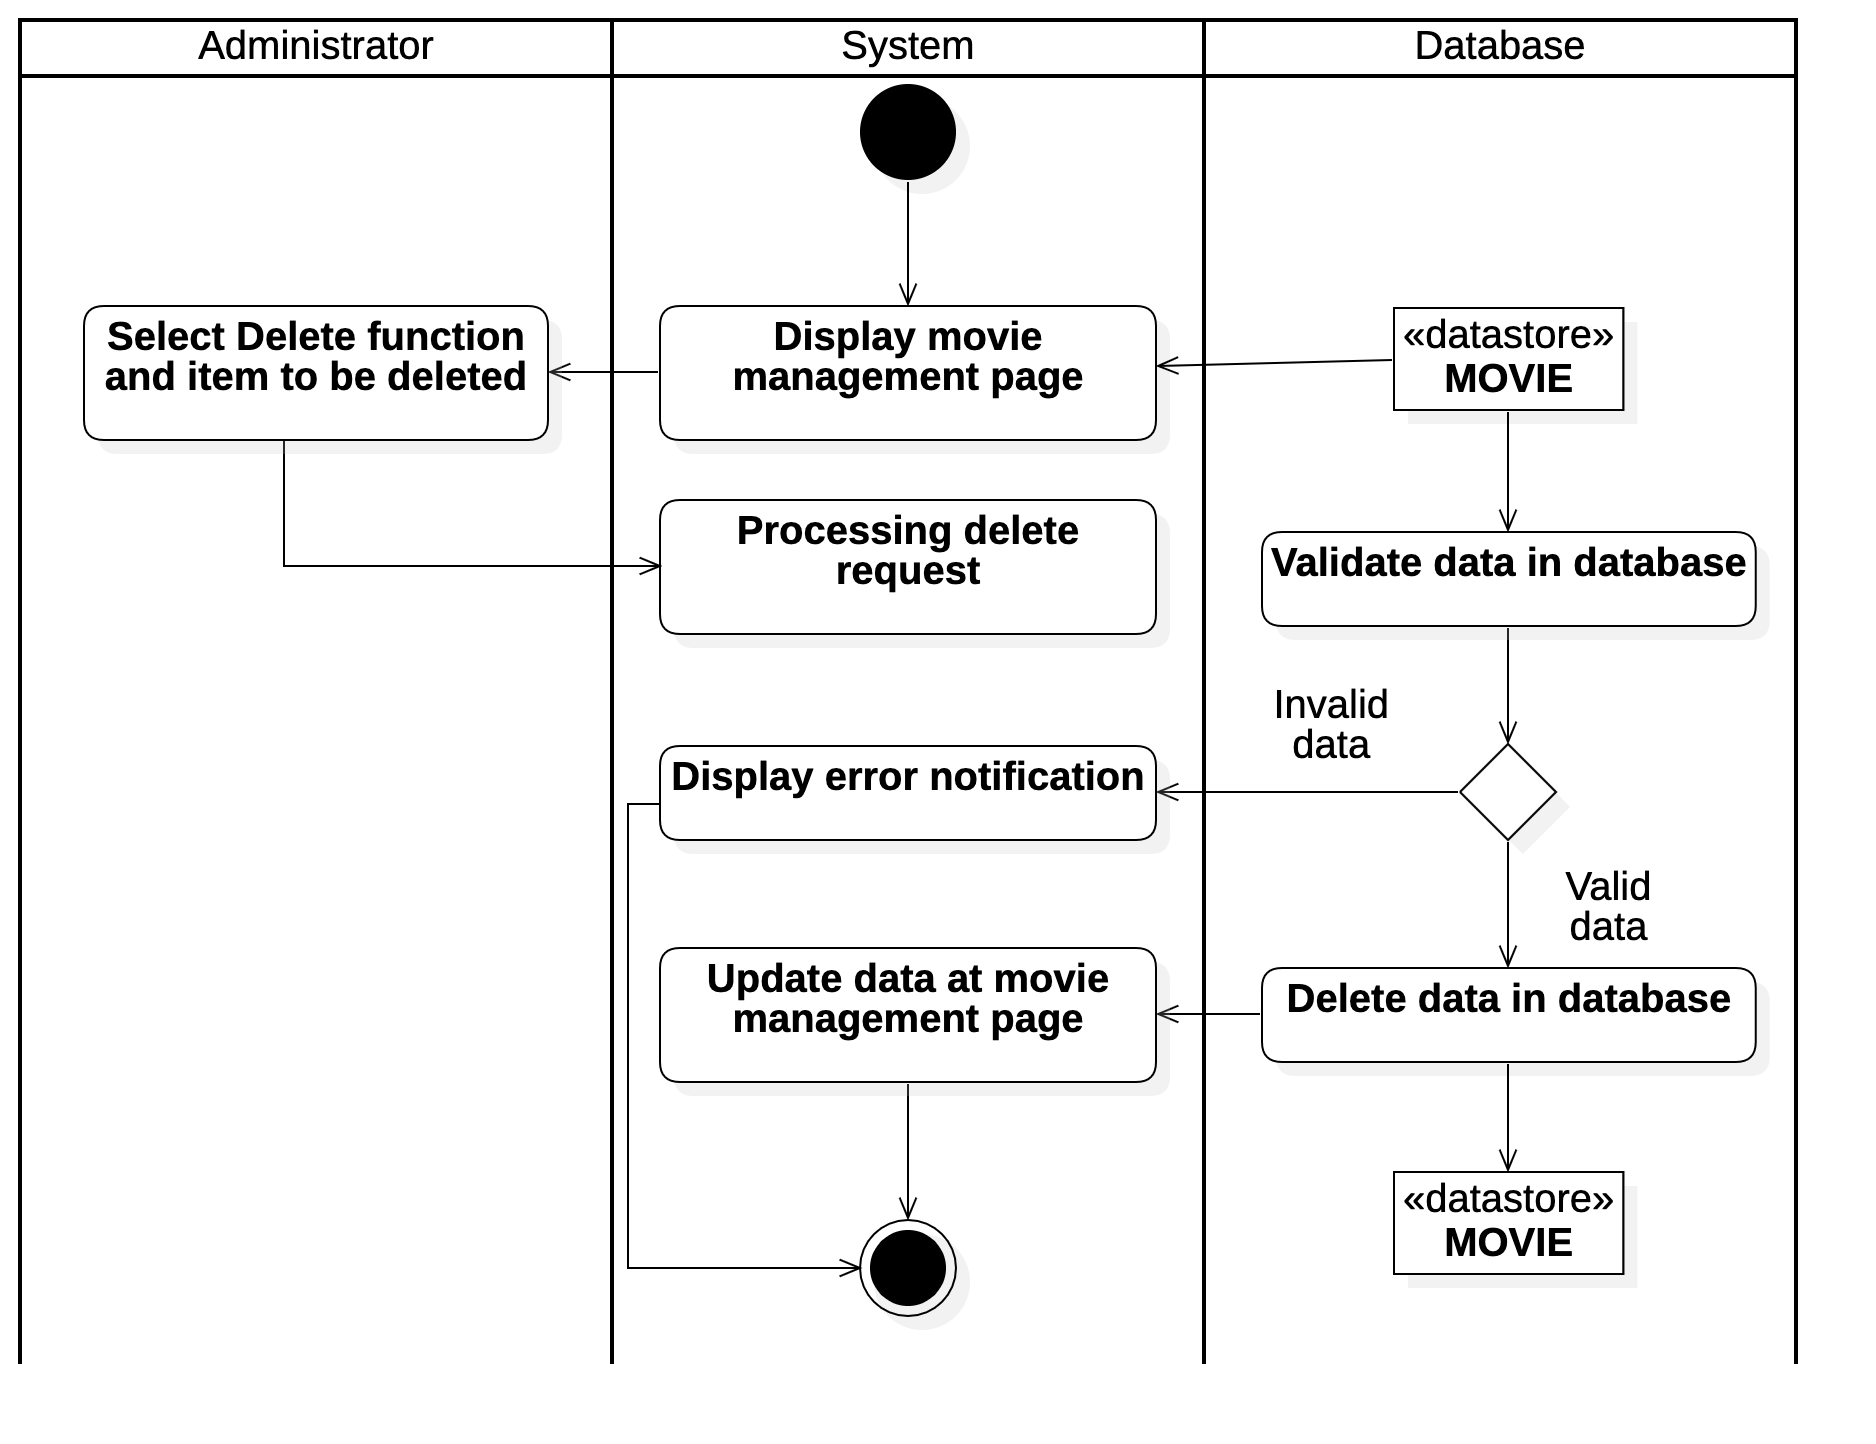 Administrator
System
Database
Select Delete function
and item to be deleted
Display movie
management page
«datastore»
MOVIE
Processing delete
request
Validate data in database
Invalid
data
Display error notification
Valid
data
Update data at movie
management page
Delete data in database
«datastore»
MOVIE